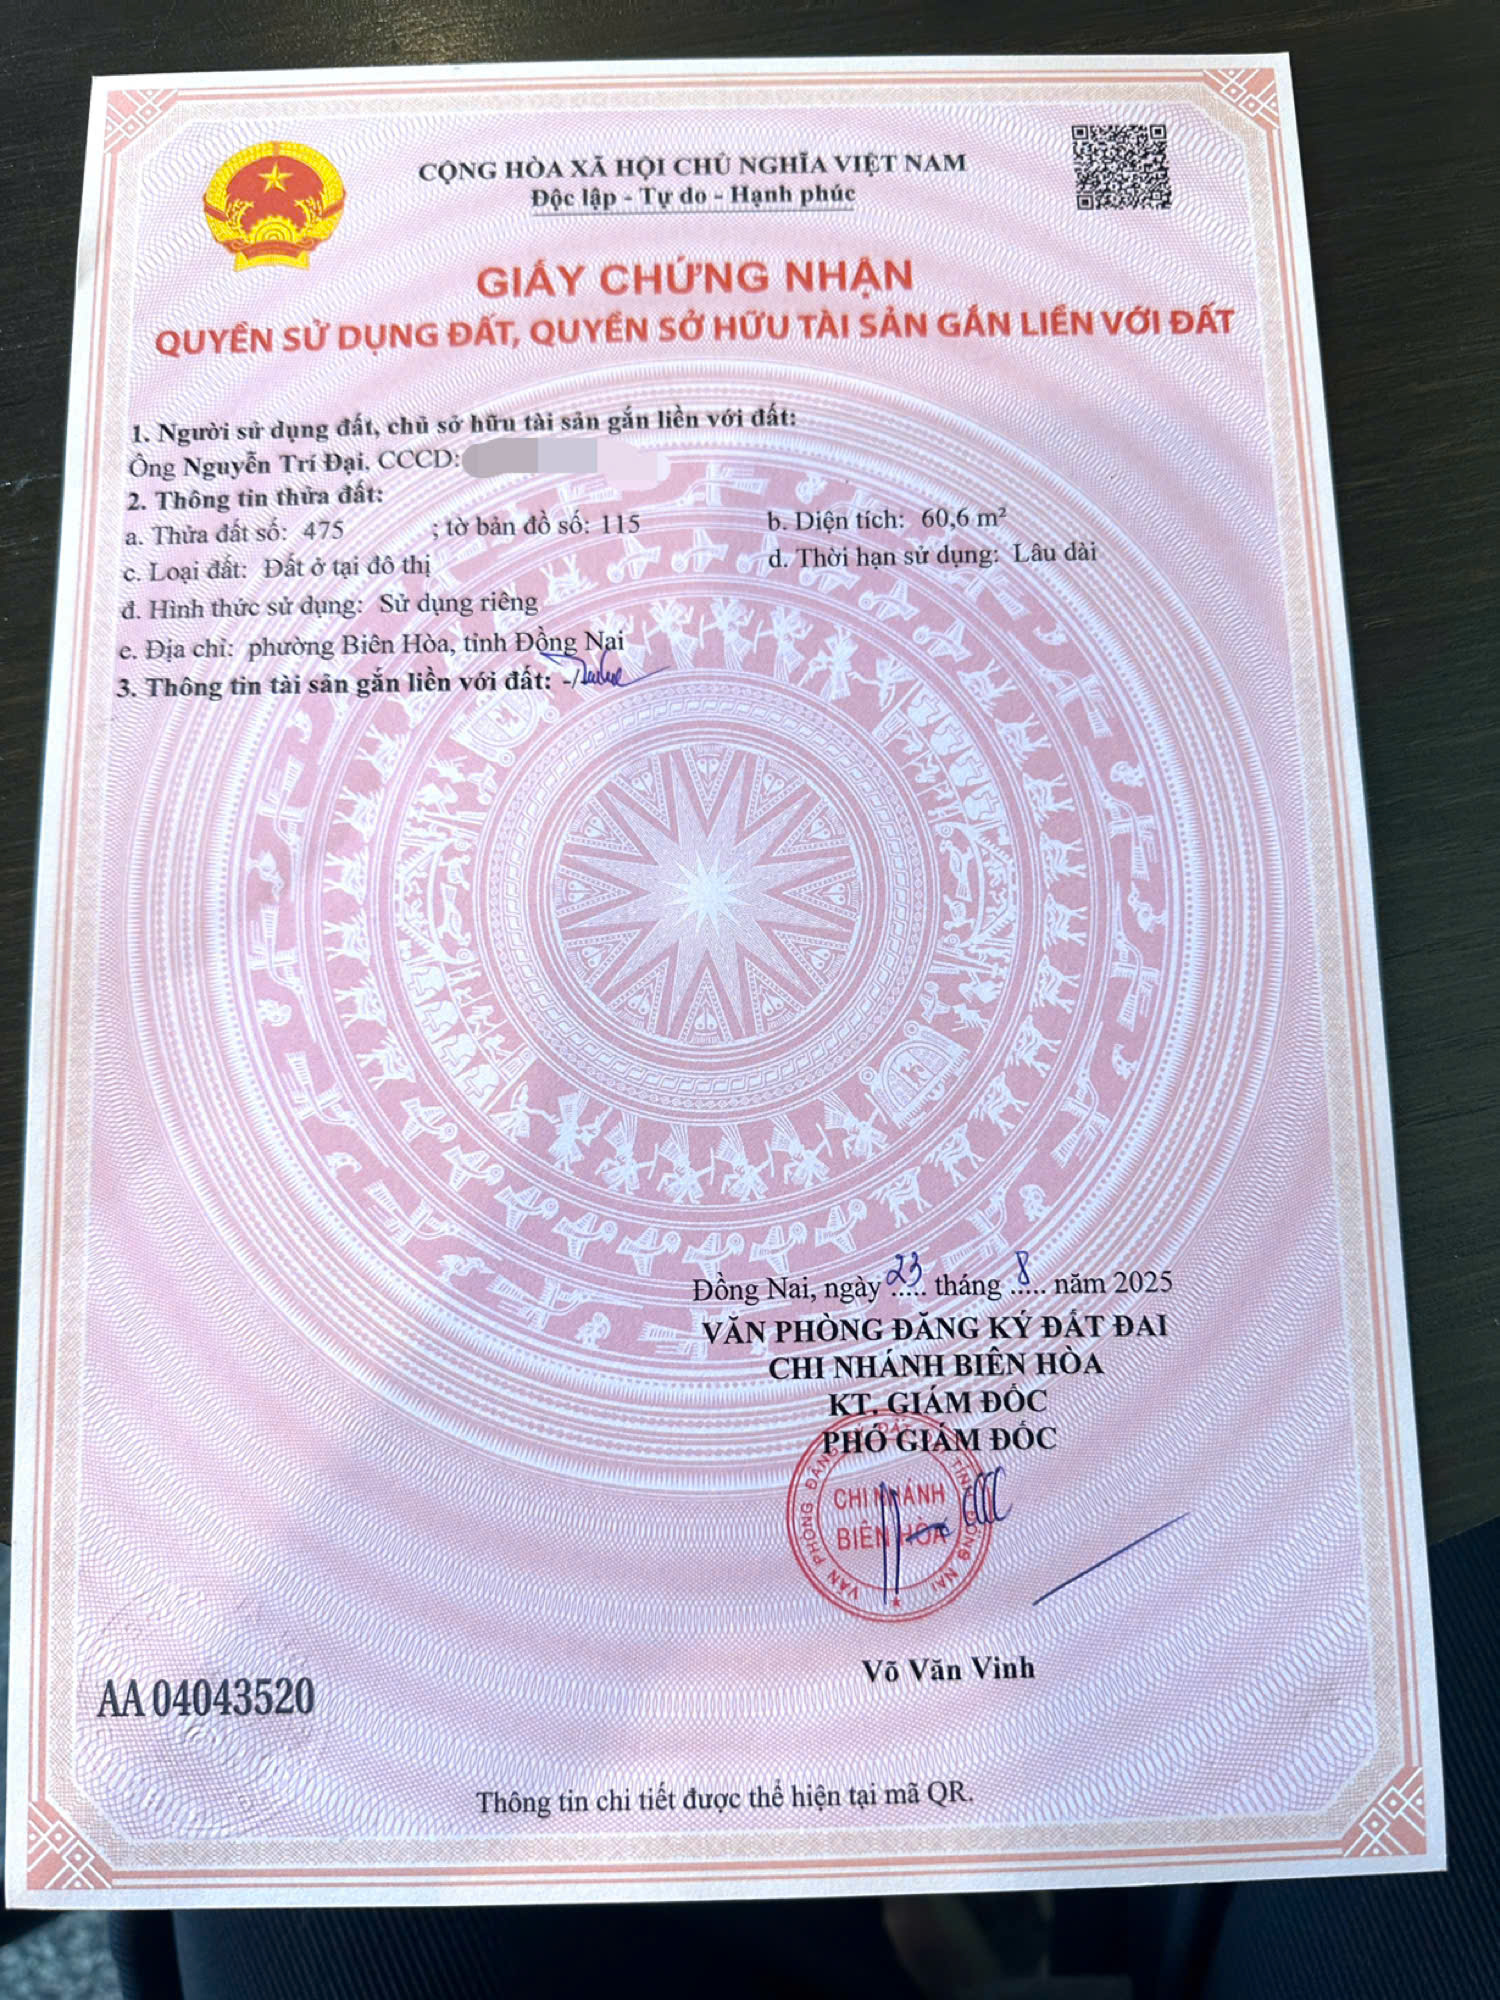 CỘNG HÒA XÃ HỘI CHỦ NGHĨA VIỆT NAM
Độc lập - Tự do - Hạnh phúc
GIẤY CHỨNG NHẬN
QUYỀN SỬ DỤNG ĐẤT, QUYỀN SỞ HỮU TÀI SẢN GẮN LIỀN VỚI ĐẤT
1. Người sử dụng đất, chủ sở hữu tài sản gắn liền với đất:
Ông Nguyễn Trí Đại, CCCD:
2. Thông tin thửa đất:
a. Thửa đất số: 475 ; tờ bản đồ số: 115 b. Diện tích: 60,6 m²
c. Loại đất: Đất ở tại đô thị d. Thời hạn sử dụng: Lâu dài
đ. Hình thức sử dụng: Sử dụng riêng
e. Địa chỉ: phường Biên Hòa, tỉnh Đồng Nai
3. Thông tin tài sản gắn liền với đất: -/-
Đồng Nai, ngày 23 tháng 8 năm 2025
VĂN PHÒNG ĐĂNG KÝ ĐẤT ĐAI
CHI NHÁNH BIÊN HÒA
KT. GIÁM ĐỐC
PHÓ GIÁM ĐỐC
CHI NHÁNH
BIÊN HÒA
Võ Văn Vinh
AA 04043520
Thông tin chi tiết được thể hiện tại mã QR.